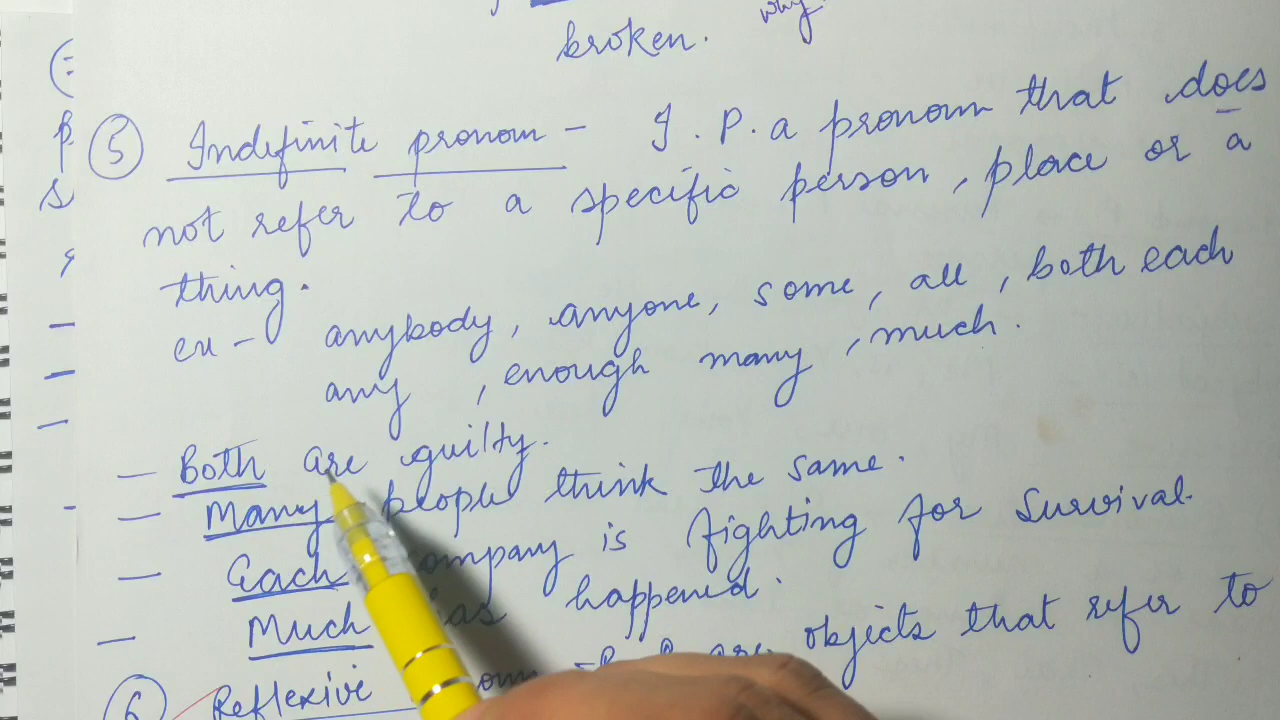 broken. why
5 Indefinite pronoun - I.P. a pronoun that does
not refer to a specific person, place or a
thing.
ex - anybody, anyone, some, all, both each
any , enough many , much.
- Both are guilty.
- Many people think the same.
- Each company is fighting for survival.
- Much has happened.
6 Reflexive objects that refer to